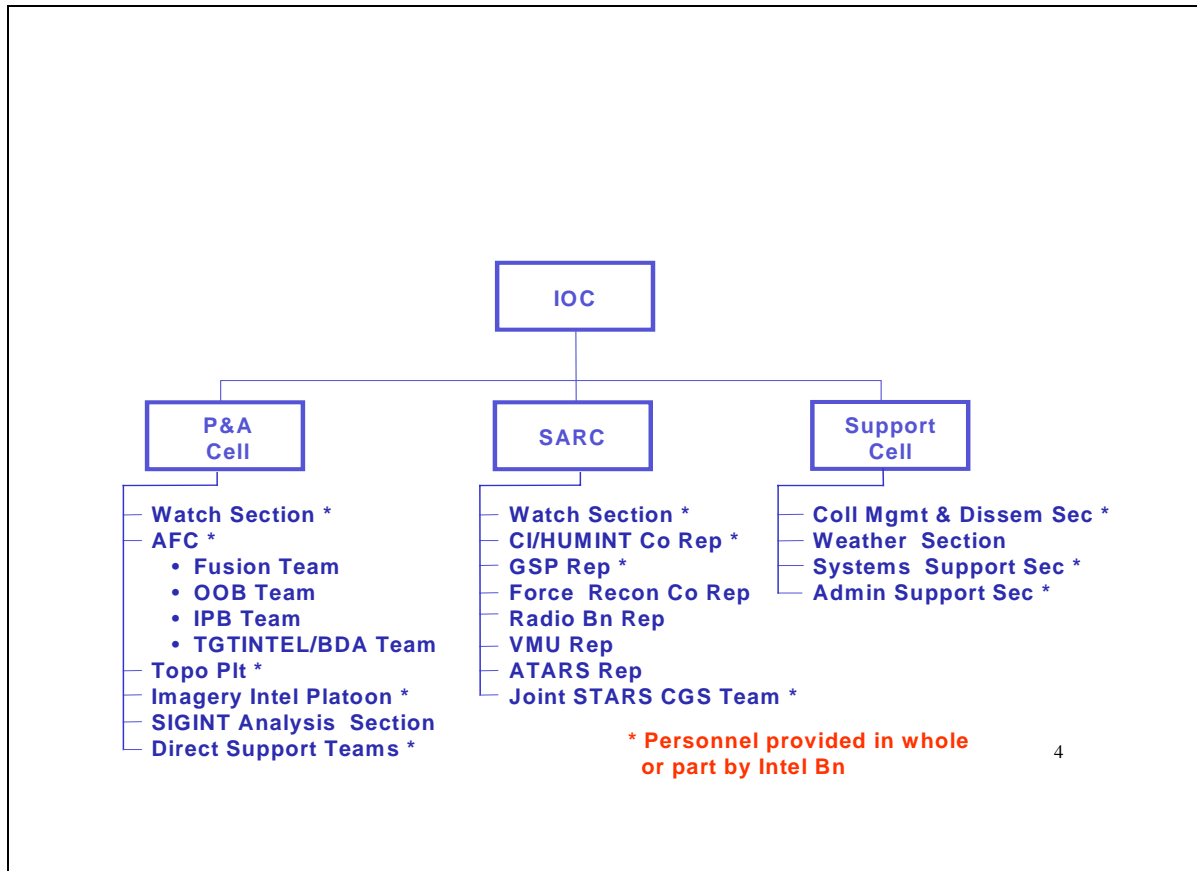 IOC
P&A
Cell
SARC
Support
Cell
Watch Section *
AFC *
• Fusion Team
• OOB Team
• IPB Team
• TGTINTEL/BDA Team
Topo Plt *
Imagery Intel Platoon *
SIGINT Analysis Section
Direct Support Teams *
Watch Section *
CI/HUMINT Co Rep *
GSP Rep *
Force Recon Co Rep
Radio Bn Rep
VMU Rep
ATARS Rep
Joint STARS CGS Team *
Coll Mgmt & Dissem Sec *
Weather Section
Systems Support Sec *
Admin Support Sec *
* Personnel provided in whole
or part by Intel Bn
4